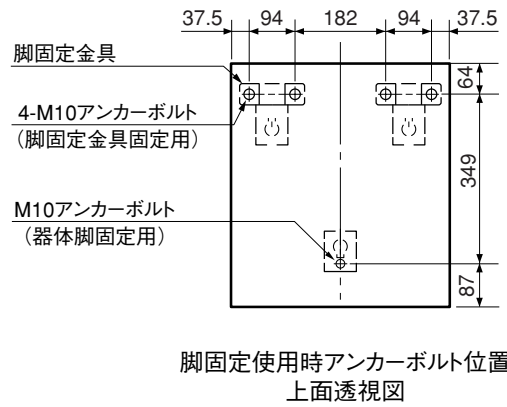 37.5 94 182 94 37.5
脚固定金具
64
4-M10アンカーボルト
（脚固定金具固定用）
349
M10アンカーボルト
（器体脚固定用）
87
脚固定使用時アンカーボルト位置
上面透視図